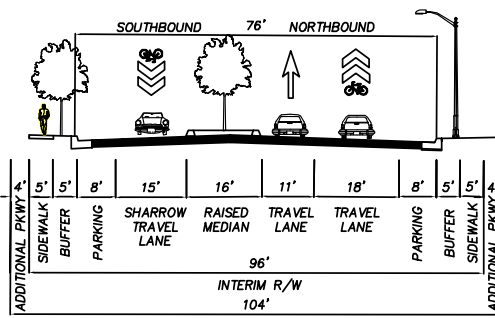 SOUTHBOUND 76' NORTHBOUND
4' 5' 5' 8' 15' 16' 11' 18' 8' 5' 5' 4'
ADDITIONAL PKWY
SIDEWALK
BUFFER
PARKING
SHARROW
TRAVEL
LANE
RAISED
MEDIAN
TRAVEL
LANE
TRAVEL
LANE
PARKING
BUFFER
SIDEWALK
ADDITIONAL PKWY
96'
INTERIM R/W
104'